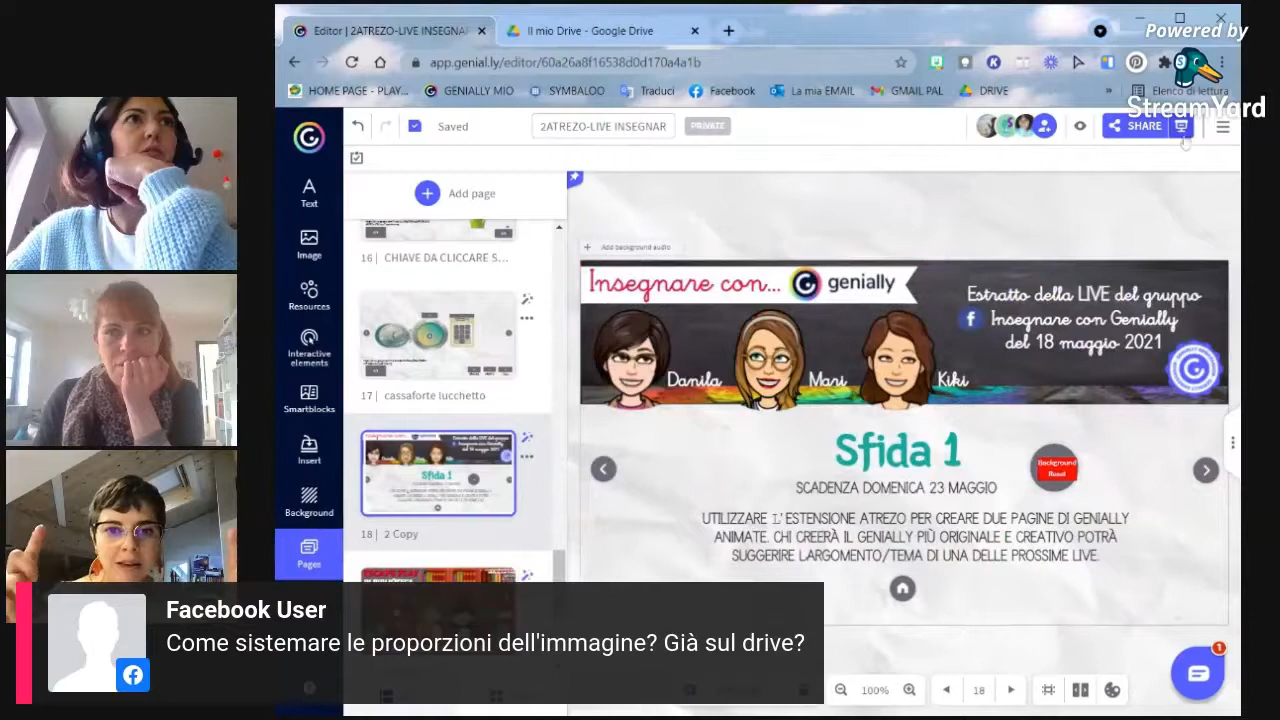 Powered by
StreamYard
Editor | 2ATREZO-LIVE INSEGNA
Il mio Drive - Google Drive
app.genial.ly/editor/60a26a8f16538d0d170a4a1b
HOME PAGE - PLAY...
GENIALLY MIO
SYMBALOO
Traduci
Facebook
La mia EMAIL
GMAIL PAL
DRIVE
Elenco di lettura
Saved
2ATREZO-LIVE INSEGNAR
PRIVATE
SHARE
Text
Image
Resources
Interactive
elements
Smartblocks
Insert
Background
Pages
Add page
16 | CHIAVE DA CLICCARE S...
17 | cassaforte lucchetto
18 | 2 Copy
Add background audio
Insegnare con... genially
Estratto della LIVE del gruppo
Insegnare con Genially
del 18 maggio 2021
Danila
Mari
Kiki
Sfida 1
Background
Reset
SCADENZA DOMENICA 23 MAGGIO
UTILIZZARE L'ESTENSIONE ATREZO PER CREARE DUE PAGINE DI GENIALLY
ANIMATE. CHI CREERÀ IL GENIALLY PIÙ ORIGINALE E CREATIVO POTRÀ
SUGGERIRE LARGOMENTO/TEMA DI UNA DELLE PROSSIME LIVE.
100%
18
1
Facebook User
Come sistemare le proporzioni dell'immagine? Già sul drive?